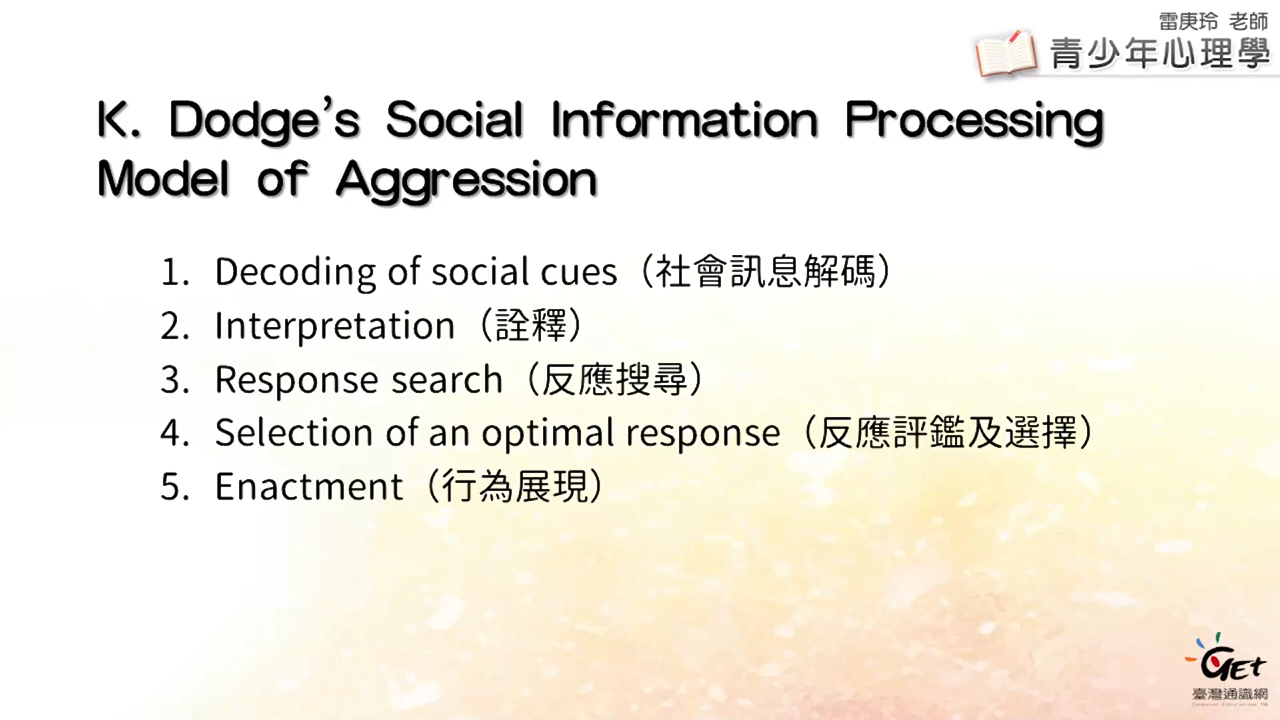 雷庚玲 老師
青少年心理學
K. Dodge's Social Information Processing
Model of Aggression
1. Decoding of social cues（社會訊息解碼）
2. Interpretation（詮釋）
3. Response search（反應搜尋）
4. Selection of an optimal response（反應評鑑及選擇）
5. Enactment（行為展現）
GET
臺灣通識網